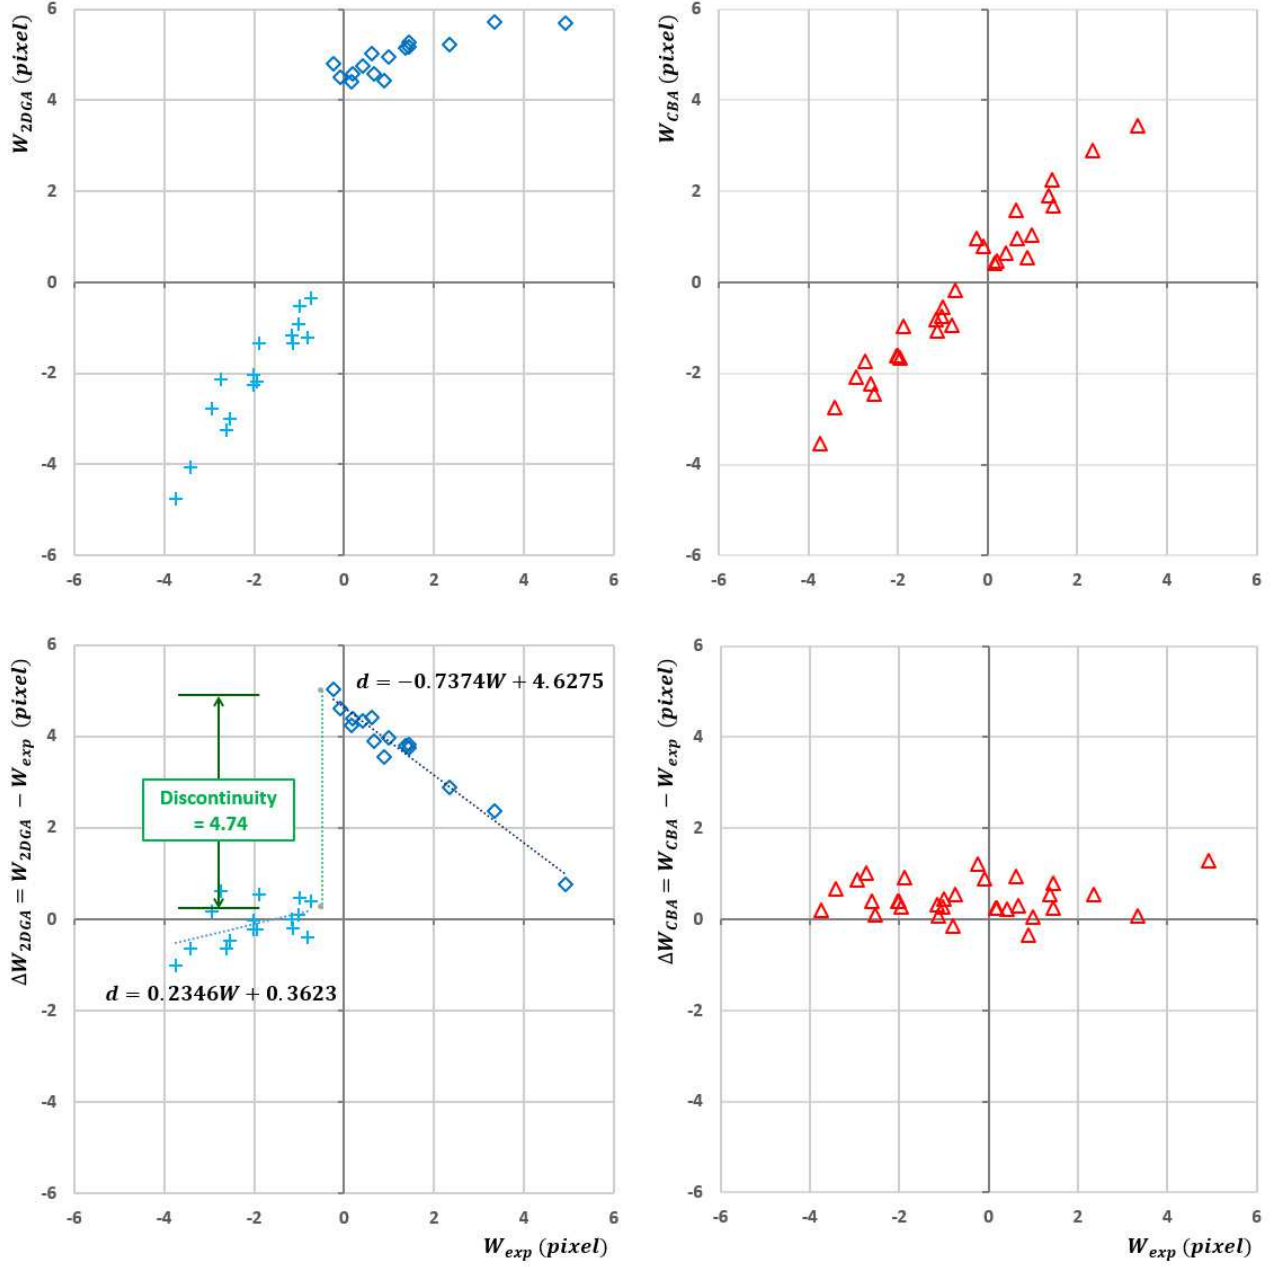 W2DGA (pixel)
6
4
2
0
-2
-4
-6
-6 -4 -2 0 2 4 6
WCBA (pixel)
6
4
2
0
-2
-4
-6
-6 -4 -2 0 2 4 6
ΔW2DGA = W2DGA − Wexp (pixel)
6
4
2
0
-2
-4
-6
d = −0.7374W + 4.6275
Discontinuity
= 4.74
d = 0.2346W + 0.3623
-6 -4 -2 0 2 4 6
Wexp (pixel)
ΔWCBA = WCBA − Wexp (pixel)
6
4
2
0
-2
-4
-6
-6 -4 -2 0 2 4 6
Wexp (pixel)